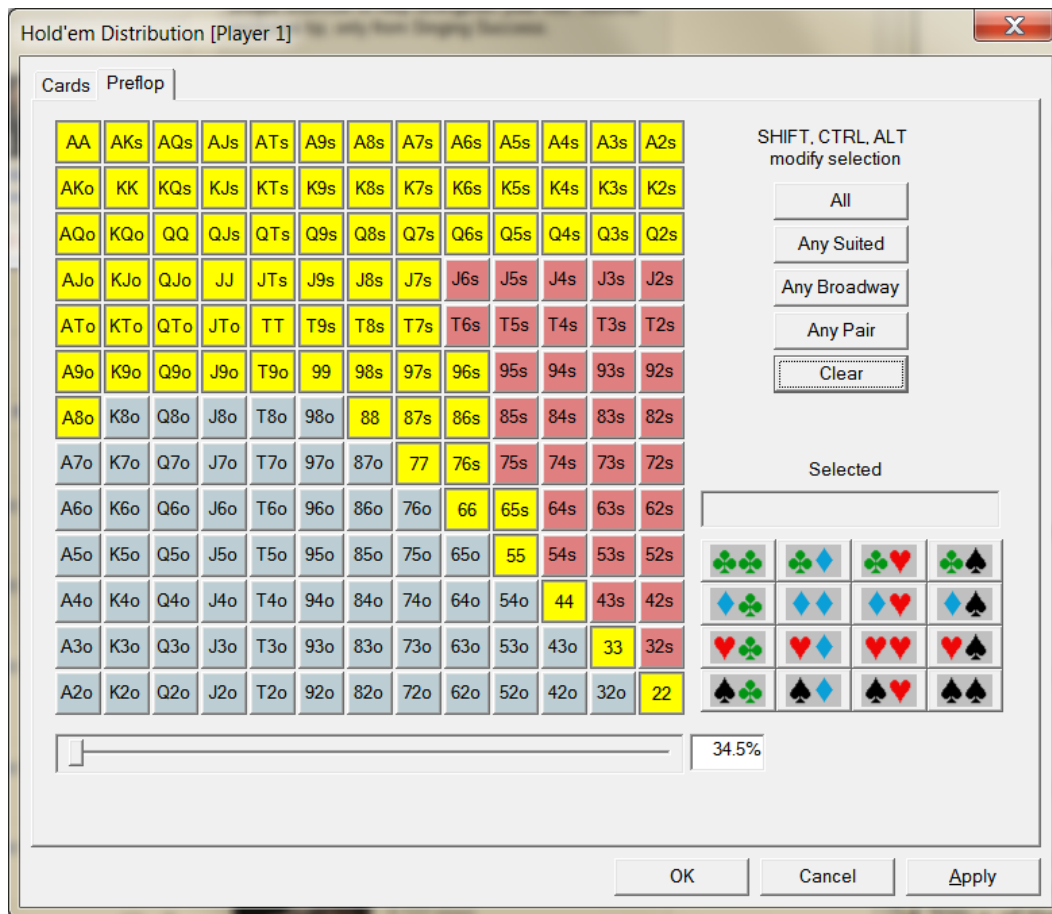 only from Singing Success.
Hold'em Distribution [Player 1]
Cards Preflop
AA AKs AQs AJs ATs A9s A8s A7s A6s A5s A4s A3s A2s
SHIFT, CTRL, ALT
modify selection
AKo KK KQs KJs KTs K9s K8s K7s K6s K5s K4s K3s K2s
All
AQo KQo QQ QJs QTs Q9s Q8s Q7s Q6s Q5s Q4s Q3s Q2s
Any Suited
AJo KJo QJo JJ JTs J9s J8s J7s J6s J5s J4s J3s J2s
Any Broadway
ATo KTo QTo JTo TT T9s T8s T7s T6s T5s T4s T3s T2s
Any Pair
A9o K9o Q9o J9o T9o 99 98s 97s 96s 95s 94s 93s 92s
Clear
A8o K8o Q8o J8o T8o 98o 88 87s 86s 85s 84s 83s 82s
A7o K7o Q7o J7o T7o 97o 87o 77 76s 75s 74s 73s 72s
Selected
A6o K6o Q6o J6o T6o 96o 86o 76o 66 65s 64s 63s 62s
A5o K5o Q5o J5o T5o 95o 85o 75o 65o 55 54s 53s 52s
A4o K4o Q4o J4o T4o 94o 84o 74o 64o 54o 44 43s 42s
A3o K3o Q3o J3o T3o 93o 83o 73o 63o 53o 43o 33 32s
A2o K2o Q2o J2o T2o 92o 82o 72o 62o 52o 42o 32o 22
34.5%
OK Cancel Apply